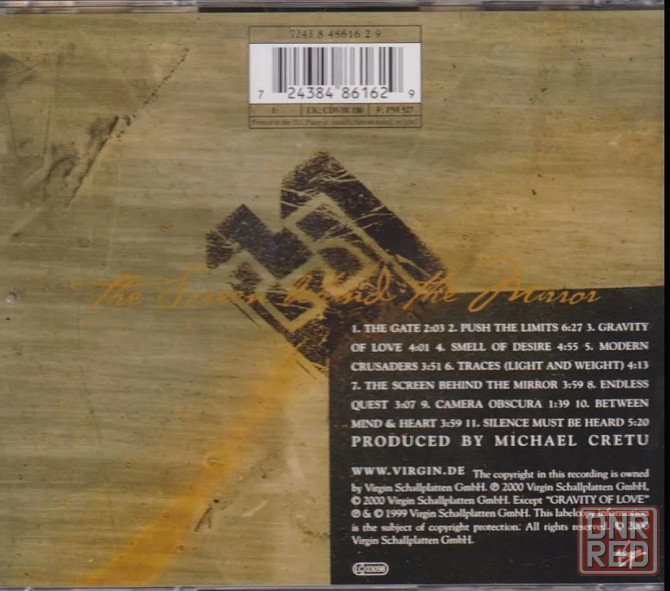 7243 8 48616 2 9
7 24384 86162 9
The Screen behind the Mirror
1. THE GATE 2:03 2. PUSH THE LIMITS 6:27 3. GRAVITY
OF LOVE 4:01 4. SMELL OF DESIRE 4:55 5. MODERN
CRUSADERS 3:51 6. TRACES (LIGHT AND WEIGHT) 4:13
7. THE SCREEN BEHIND THE MIRROR 3:59 8. ENDLESS
QUEST 3:07 9. CAMERA OBSCURA 1:39 10. BETWEEN
MIND & HEART 3:59 11. SILENCE MUST BE HEARD 5:20
PRODUCED BY MICHAEL CRETU
WWW.VIRGIN.DE The copyright in this recording is owned
by Virgin Schallplatten GmbH. ℗ 2000 Virgin Schallplatten GmbH,
© 2000 Virgin Schallplatten GmbH. Except "GRAVITY OF LOVE"
℗ & © 1999 Virgin Schallplatten GmbH. This labelcopy information
is the subject of copyright protection. All rights reserved. © 2000
Virgin Schallplatten GmbH.
LC 03098
DNR
RED